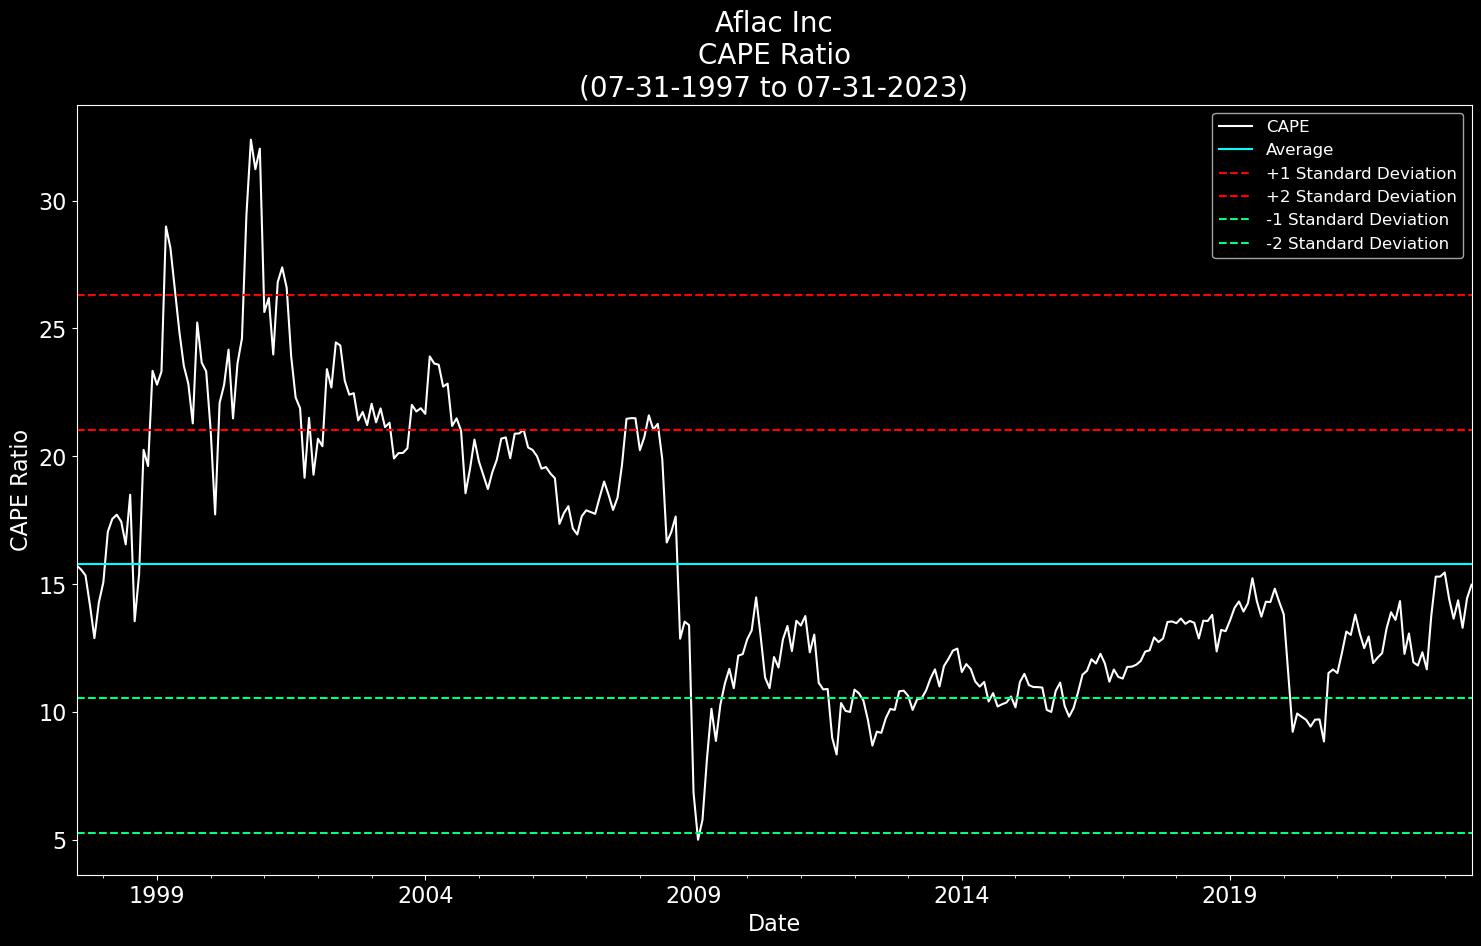 Aflac Inc
CAPE Ratio
(07-31-1997 to 07-31-2023)
CAPE
Average
+1 Standard Deviation
+2 Standard Deviation
-1 Standard Deviation
-2 Standard Deviation
30
25
20
15
10
5
CAPE Ratio
1999 2004 2009 2014 2019
Date